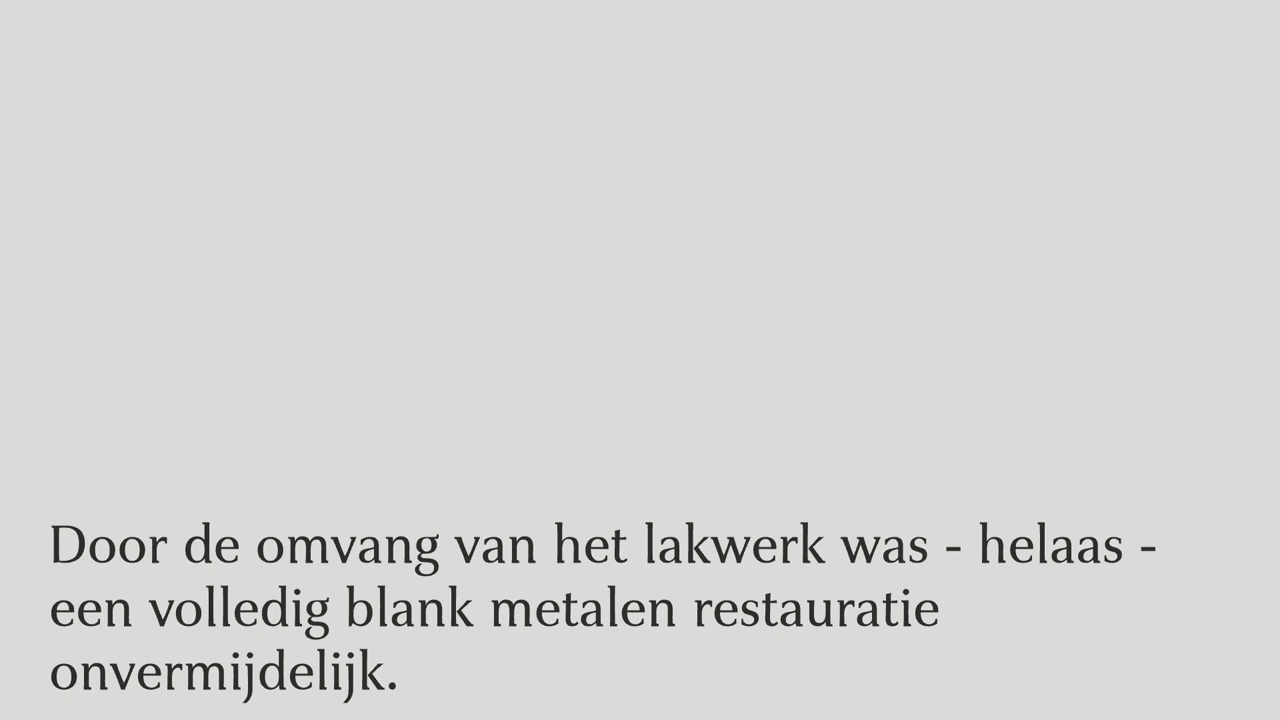 Door de omvang van het lakwerk was - helaas -
een volledig blank metalen restauratie
onvermijdelijk.